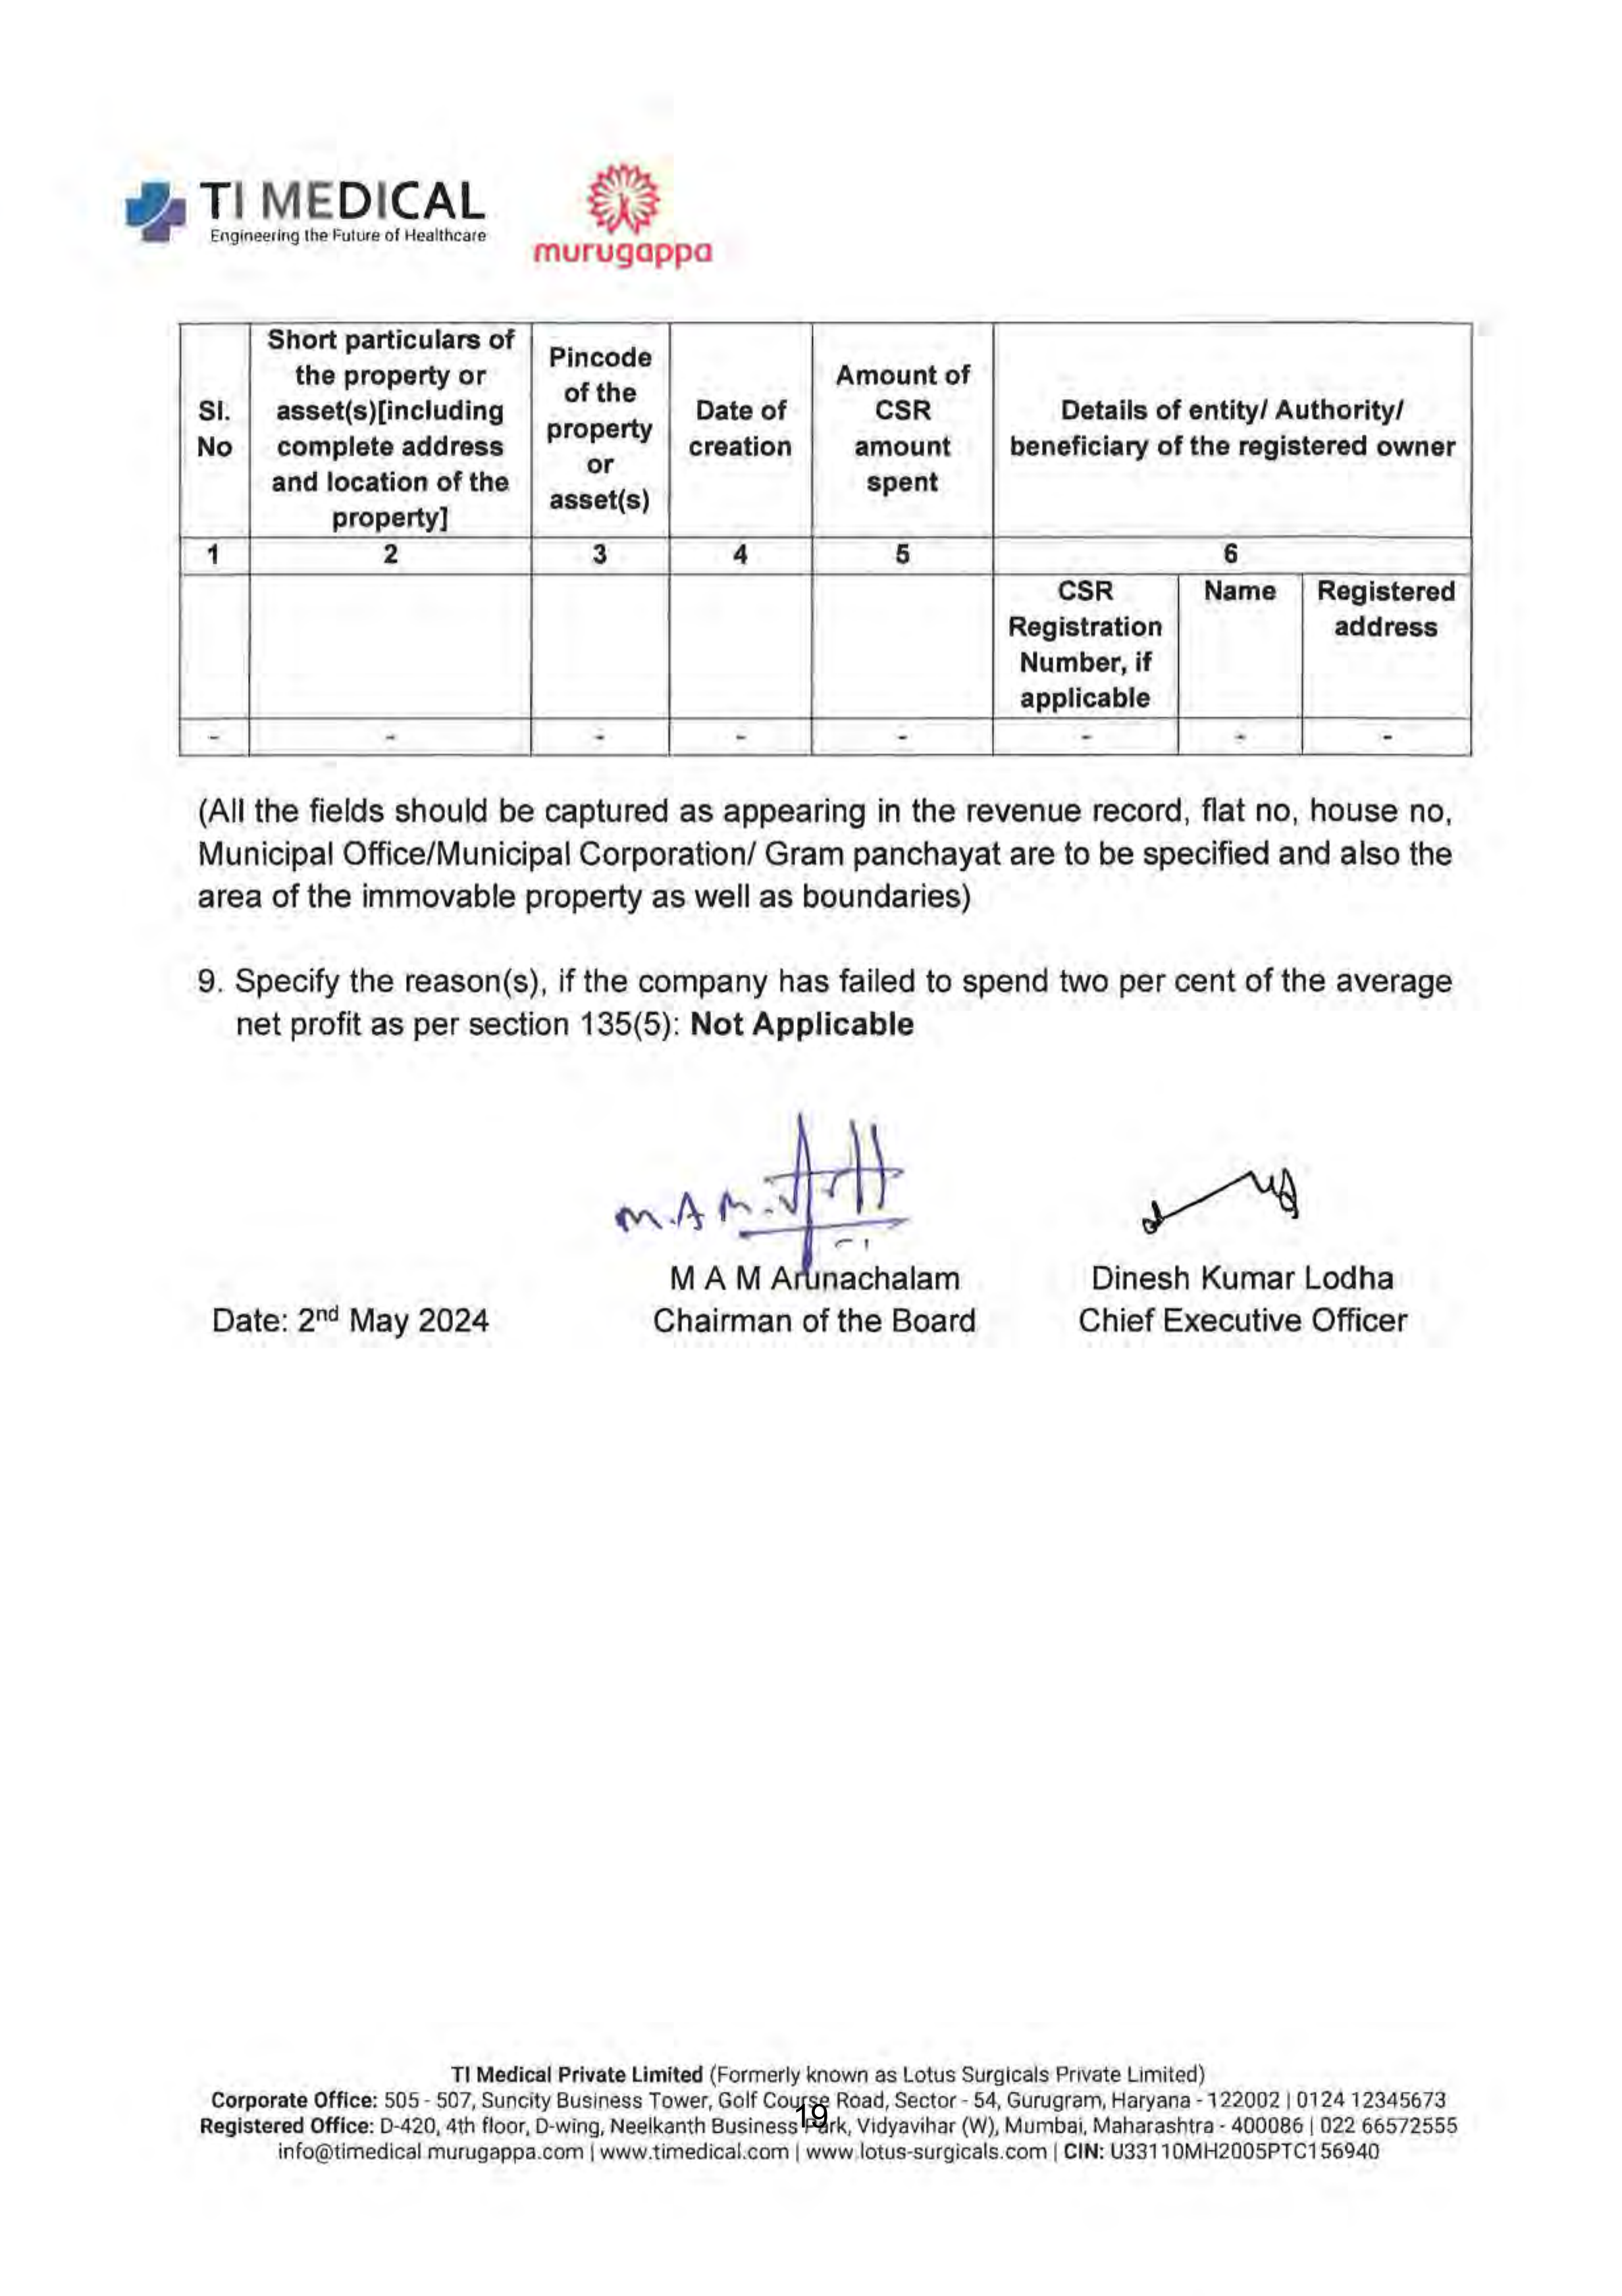 TI MEDICAL
Engineering the Future of Healthcare
murugappa
Sl. No
Short particulars of the property or asset(s)[including complete address and location of the property]
Pincode of the property or asset(s)
Date of creation
Amount of CSR amount spent
Details of entity/ Authority/ beneficiary of the registered owner
1 2 3 4 5 6
CSR Registration Number, if applicable
Name
Registered address
- - - - - - - -
(All the fields should be captured as appearing in the revenue record, flat no, house no,
Municipal Office/Municipal Corporation/ Gram panchayat are to be specified and also the
area of the immovable property as well as boundaries)
9. Specify the reason(s), if the company has failed to spend two per cent of the average
net profit as per section 135(5): Not Applicable
M.A M.
M A M Arunachalam
Chairman of the Board
Dinesh Kumar Lodha
Chief Executive Officer
Date: 2nd May 2024
TI Medical Private Limited (Formerly known as Lotus Surgicals Private Limited)
Corporate Office: 505 - 507, Suncity Business Tower, Golf Course Road, Sector - 54, Gurugram, Haryana - 122002 | 0124 12345673
19
Registered Office: D-420, 4th floor, D-wing, Neelkanth Business Park, Vidyavihar (W), Mumbai, Maharashtra - 400086 | 022 66572555
info@timedical murugappa.com | www.timedical.com | www.lotus-surgicals.com | CIN: U33110MH2005PTC156940